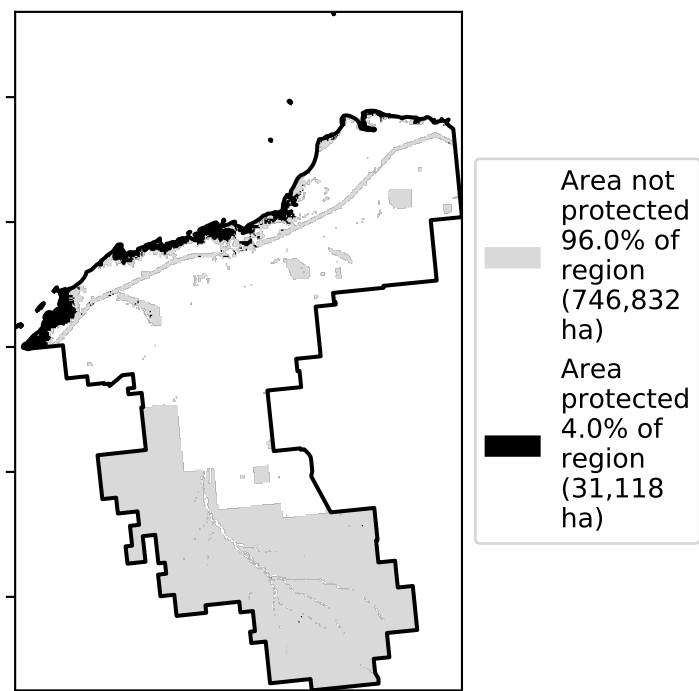 Area not
protected
96.0% of
region
(746,832
ha)
Area
protected
4.0% of
region
(31,118
ha)